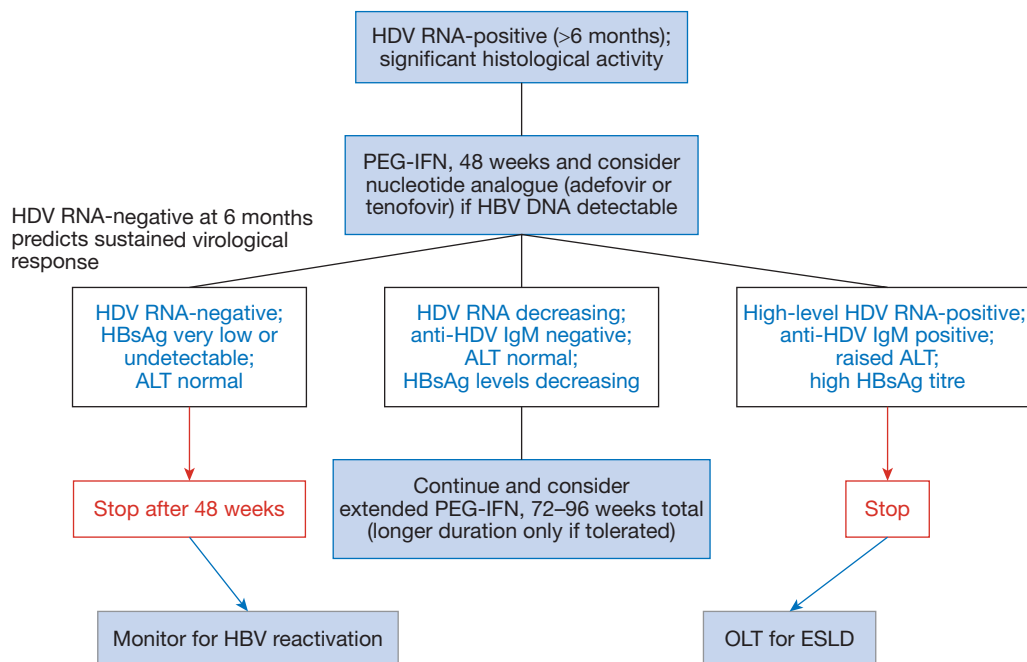 HDV RNA-positive (>6 months);
significant histological activity
PEG-IFN, 48 weeks and consider
nucleotide analogue (adefovir or
tenofovir) if HBV DNA detectable
HDV RNA-negative at 6 months
predicts sustained virological
response
HDV RNA-negative;
HBsAg very low or
undetectable;
ALT normal
HDV RNA decreasing;
anti-HDV IgM negative;
ALT normal;
HBsAg levels decreasing
High-level HDV RNA-positive;
anti-HDV IgM positive;
raised ALT;
high HBsAg titre
Stop after 48 weeks
Continue and consider
extended PEG-IFN, 72–96 weeks total
(longer duration only if tolerated)
Stop
Monitor for HBV reactivation
OLT for ESLD